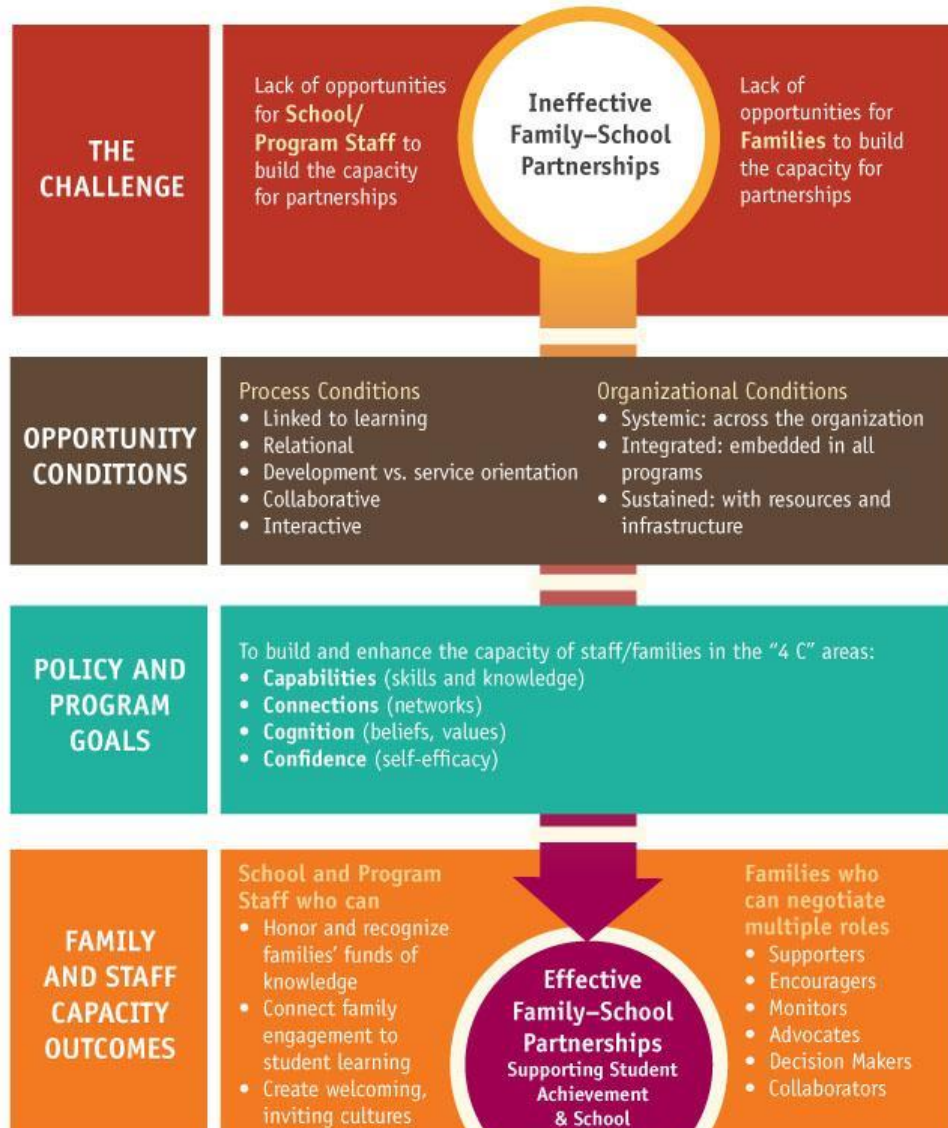 THE
CHALLENGE
Lack of opportunities
for School/
Program Staff to
build the capacity
for partnerships
Ineffective
Family–School
Partnerships
Lack of
opportunities for
Families to build
the capacity for
partnerships
OPPORTUNITY
CONDITIONS
Process Conditions
• Linked to learning
• Relational
• Development vs. service orientation
• Collaborative
• Interactive
Organizational Conditions
• Systemic: across the organization
• Integrated: embedded in all
programs
• Sustained: with resources and
infrastructure
POLICY AND
PROGRAM
GOALS
To build and enhance the capacity of staff/families in the “4 C” areas:
• Capabilities (skills and knowledge)
• Connections (networks)
• Cognition (beliefs, values)
• Confidence (self-efficacy)
FAMILY
AND STAFF
CAPACITY
OUTCOMES
School and Program
Staff who can
• Honor and recognize
families’ funds of
knowledge
• Connect family
engagement to
student learning
• Create welcoming,
inviting cultures
Effective
Family–School
Partnerships
Supporting Student
Achievement
& School
Families who
can negotiate
multiple roles
• Supporters
• Encouragers
• Monitors
• Advocates
• Decision Makers
• Collaborators